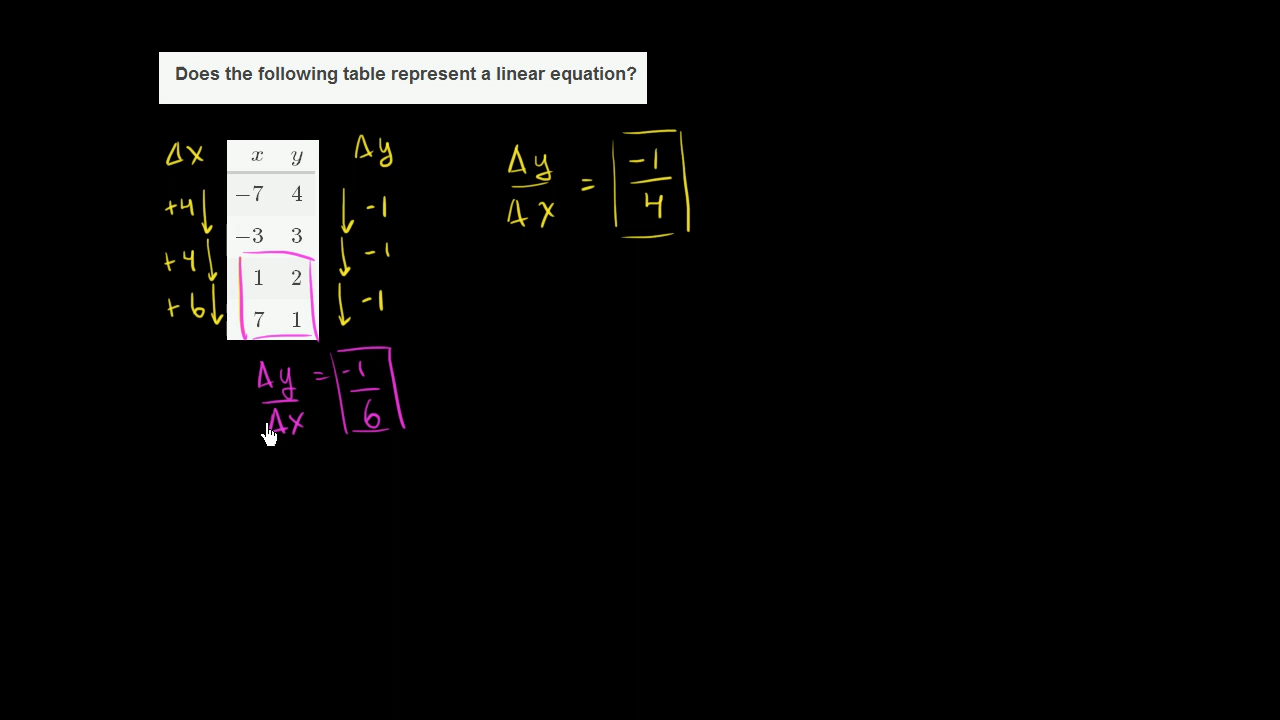 Does the following table represent a linear equation?
Δx x y Δy
−7 4
+4 -1
−3 3
+4 -1
1 2
+6 -1
7 1
Δy/Δx = -1/4
Δy/Δx = -1/6